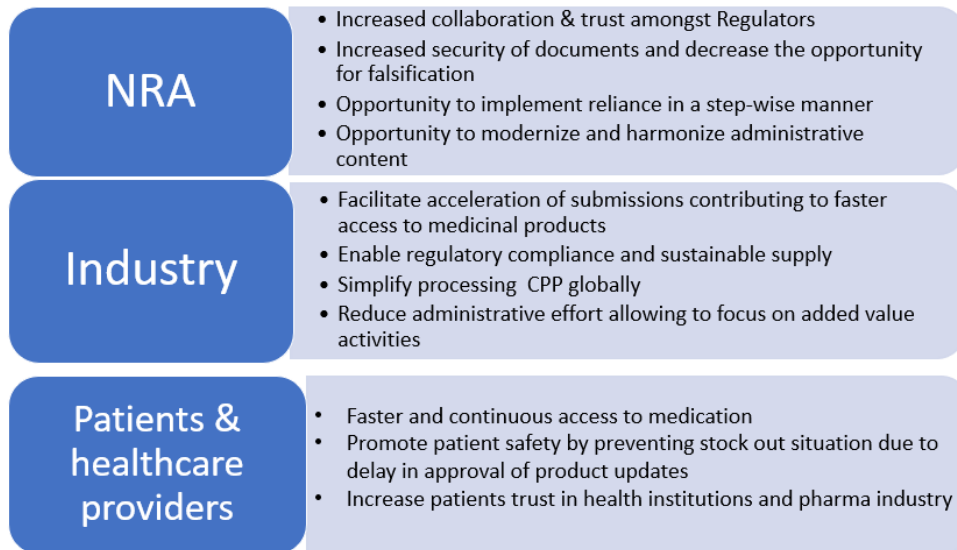 NRA
• Increased collaboration & trust amongst Regulators
• Increased security of documents and decrease the opportunity
for falsification
• Opportunity to implement reliance in a step-wise manner
• Opportunity to modernize and harmonize administrative
content
Industry
• Facilitate acceleration of submissions contributing to faster
access to medicinal products
• Enable regulatory compliance and sustainable supply
• Simplify processing  CPP globally
• Reduce administrative effort allowing to focus on added value
activities
Patients &
healthcare
providers
• Faster and continuous access to medication
• Promote patient safety by preventing stock out situation due to
delay in approval of product updates
• Increase patients trust in health institutions and pharma industry